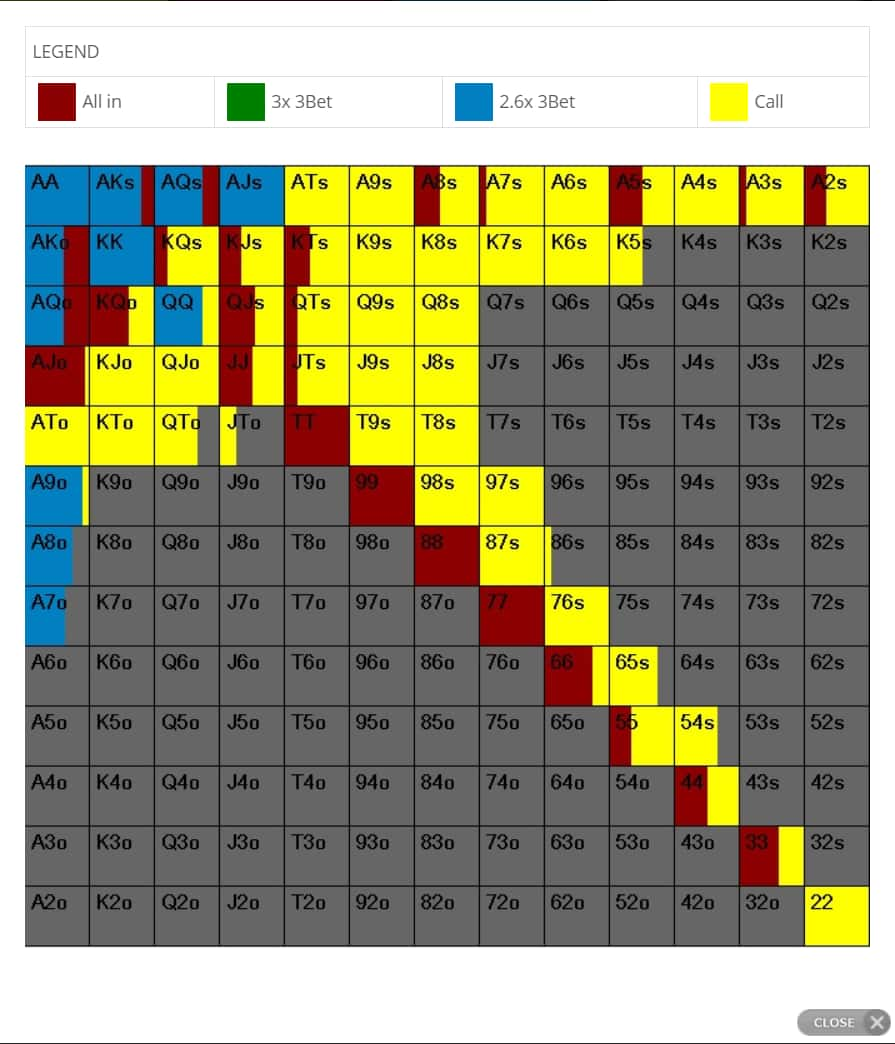 LEGEND
All in 3x 3Bet 2.6x 3Bet Call
AA AKs AQs AJs ATs A9s A8s A7s A6s A5s A4s A3s A2s
AKo KK KQs KJs KTs K9s K8s K7s K6s K5s K4s K3s K2s
AQo KQo QQ QJs QTs Q9s Q8s Q7s Q6s Q5s Q4s Q3s Q2s
AJo KJo QJo JJ JTs J9s J8s J7s J6s J5s J4s J3s J2s
ATo KTo QTo JTo TT T9s T8s T7s T6s T5s T4s T3s T2s
A9o K9o Q9o J9o T9o 99 98s 97s 96s 95s 94s 93s 92s
A8o K8o Q8o J8o T8o 98o 88 87s 86s 85s 84s 83s 82s
A7o K7o Q7o J7o T7o 97o 87o 77 76s 75s 74s 73s 72s
A6o K6o Q6o J6o T6o 96o 86o 76o 66 65s 64s 63s 62s
A5o K5o Q5o J5o T5o 95o 85o 75o 65o 55 54s 53s 52s
A4o K4o Q4o J4o T4o 94o 84o 74o 64o 54o 44 43s 42s
A3o K3o Q3o J3o T3o 93o 83o 73o 63o 53o 43o 33 32s
A2o K2o Q2o J2o T2o 92o 82o 72o 62o 52o 42o 32o 22
CLOSE